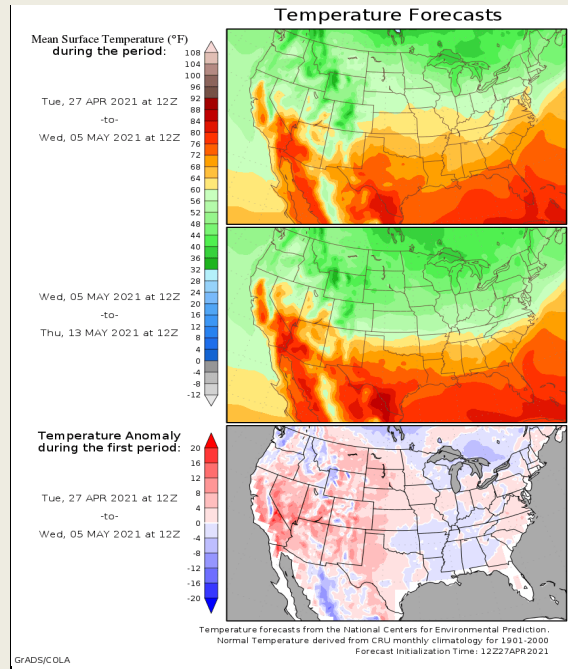 Temperature Forecasts
Mean Surface Temperature (°F)
during the period:
Tue, 27 APR 2021 at 12Z
-to-
Wed, 05 MAY 2021 at 12Z
108
104
100
96
92
88
84
80
76
72
68
64
60
56
52
48
44
40
36
32
28
24
20
16
12
8
4
0
-4
-8
-12
Wed, 05 MAY 2021 at 12Z
-to-
Thu, 13 MAY 2021 at 12Z
Temperature Anomaly
during the first period:
Tue, 27 APR 2021 at 12Z
-to-
Wed, 05 MAY 2021 at 12Z
20
16
12
8
4
-4
-8
-12
-16
-20
Temperature forecasts from the National Centers for Environmental Prediction.
Normal Temperature derived from CRU monthly climatology for 1901-2000
Forecast Initialization Time: 12Z27APR2021
GrADS/COLA